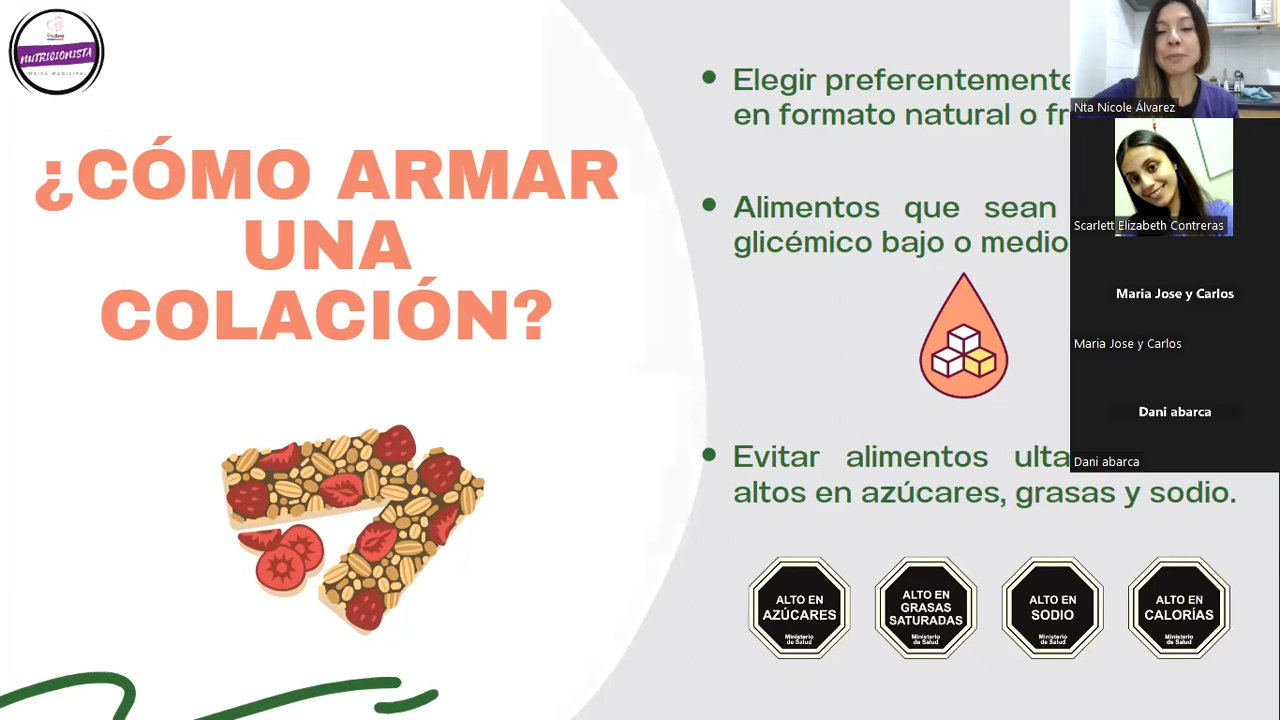 NUTRICIONISTA
¿CÓMO ARMAR
UNA
COLACIÓN?
Elegir preferentemente
en formato natural o fr
Alimentos que sean
glicémico bajo o medio
Evitar alimentos ulta
altos en azúcares, grasas y sodio.
ALTO EN
AZÚCARES
Ministerio
de Salud
ALTO EN
GRASAS
SATURADAS
Ministerio
de Salud
ALTO EN
SODIO
Ministerio
de Salud
ALTO EN
CALORÍAS
Ministerio
de Salud
Nta Nicole Álvarez
Scarlett Elizabeth Contreras
Maria Jose y Carlos
Maria Jose y Carlos
Dani abarca
Dani abarca